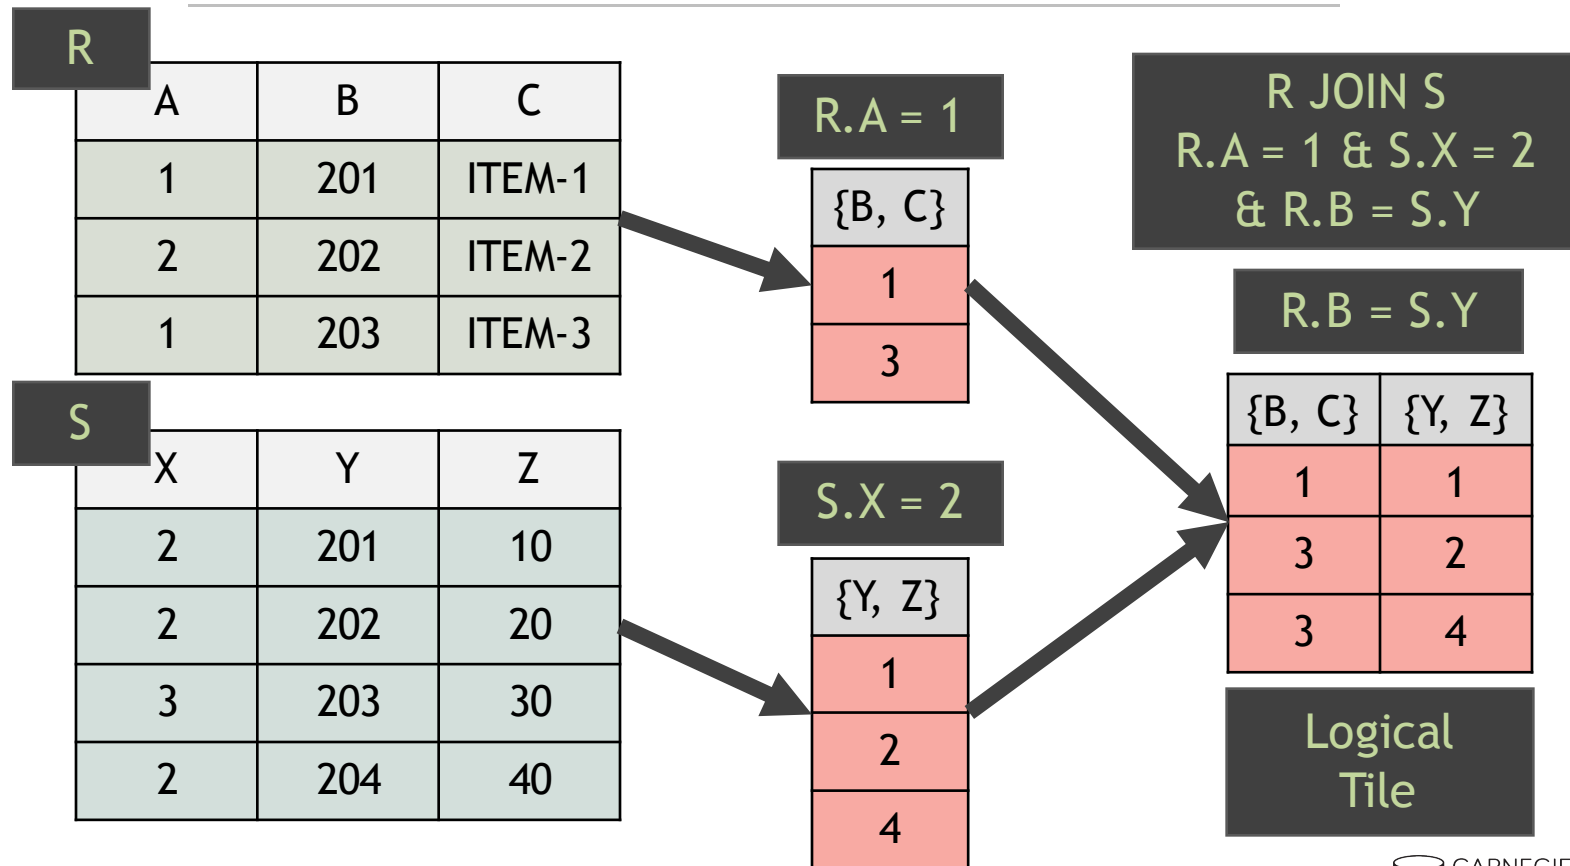 R
A B C
1 201 ITEM-1
2 202 ITEM-2
1 203 ITEM-3
S
X Y Z
2 201 10
2 202 20
3 203 30
2 204 40
R.A = 1
{B, C}
1
3
S.X = 2
{Y, Z}
1
2
4
R JOIN S
R.A = 1 & S.X = 2
& R.B = S.Y
R.B = S.Y
{B, C} {Y, Z}
1 1
3 2
3 4
Logical
Tile